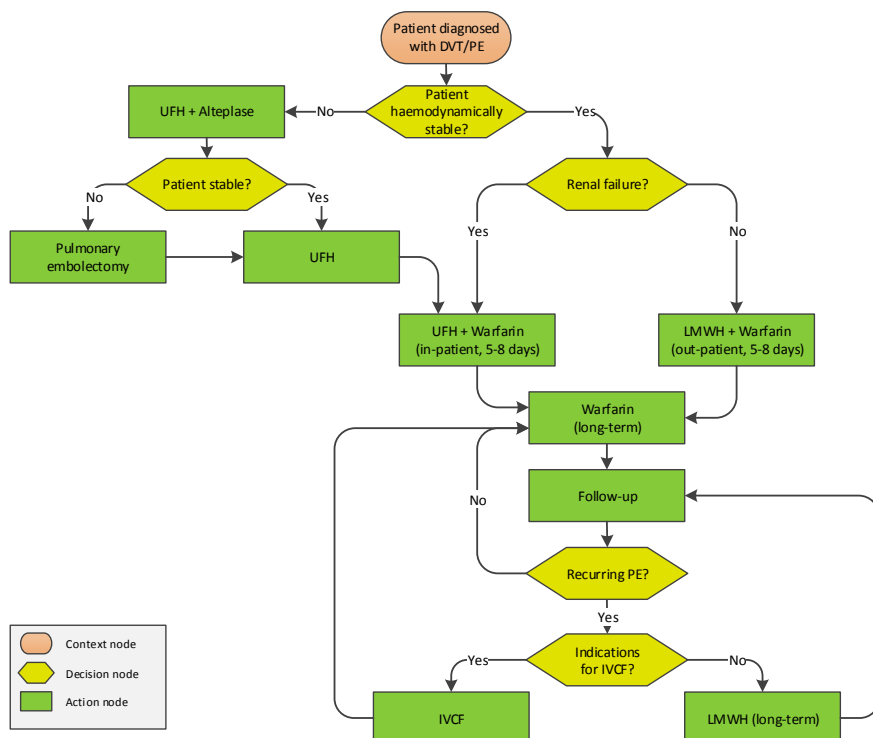 Patient diagnosed
with DVT/PE
Patient
haemodynamically
stable?
No
Yes
UFH + Alteplase
Patient stable?
Renal failure?
No
Yes
Yes
No
Pulmonary
embolectomy
UFH
UFH + Warfarin
(in-patient, 5-8 days)
LMWH + Warfarin
(out-patient, 5-8 days)
Warfarin
(long-term)
No
Follow-up
Recurring PE?
Yes
Indications
for IVCF?
Yes
No
IVCF
LMWH (long-term)
Context node
Decision node
Action node